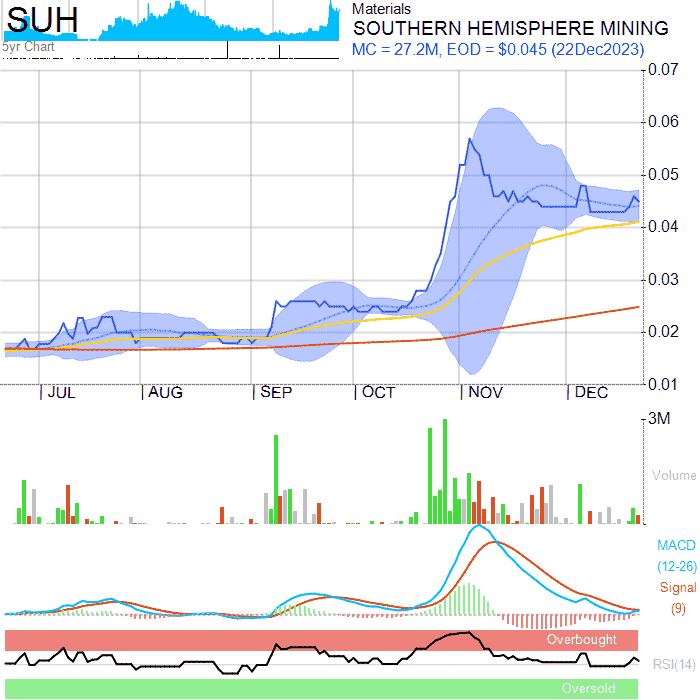 SUH
Materials
SOUTHERN HEMISPHERE MINING
5yr Chart
MC = 27.2M, EOD = $0.045 (22Dec2023)
0.07
0.06
0.05
0.04
0.03
0.02
0.01
JUL AUG SEP OCT NOV DEC
3M
Volume
MACD
(12-26)
Signal
(9)
Overbought
RSI(14)
Oversold